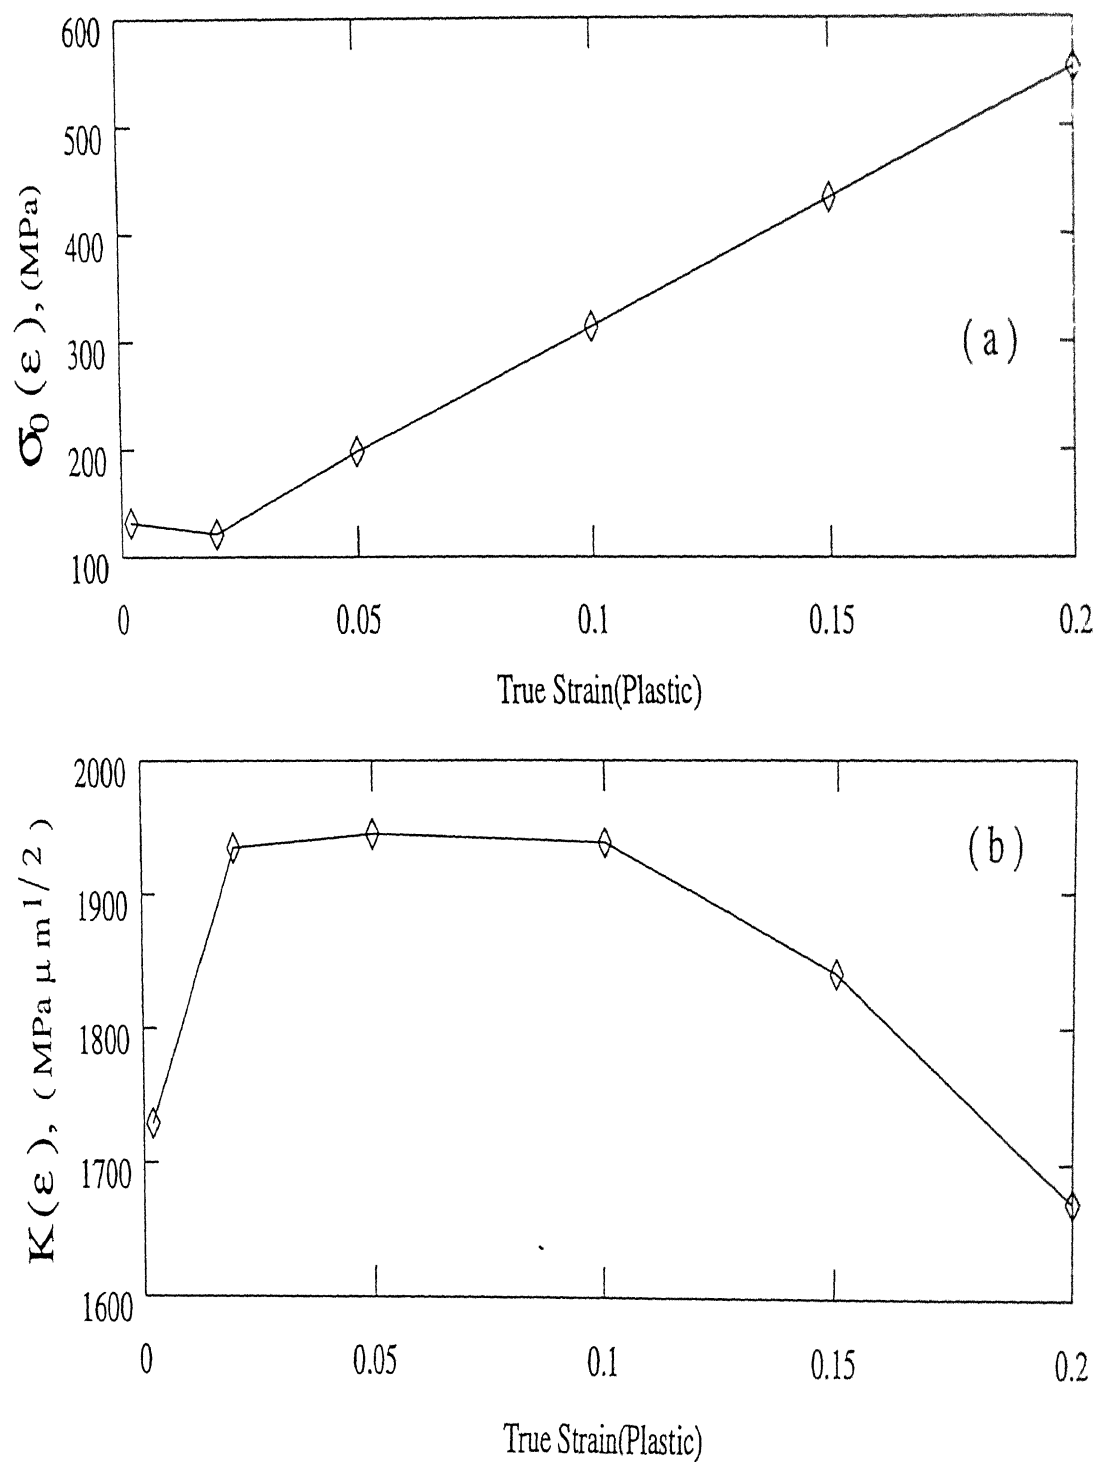 600
500
400
300
200
100
σ₀(ε), (MPa)
(a)
0 0.05 0.1 0.15 0.2
True Strain(Plastic)
2000
1900
1800
1700
1600
K(ε), (MPa μm^1/2)
(b)
0 0.05 0.1 0.15 0.2
True Strain(Plastic)